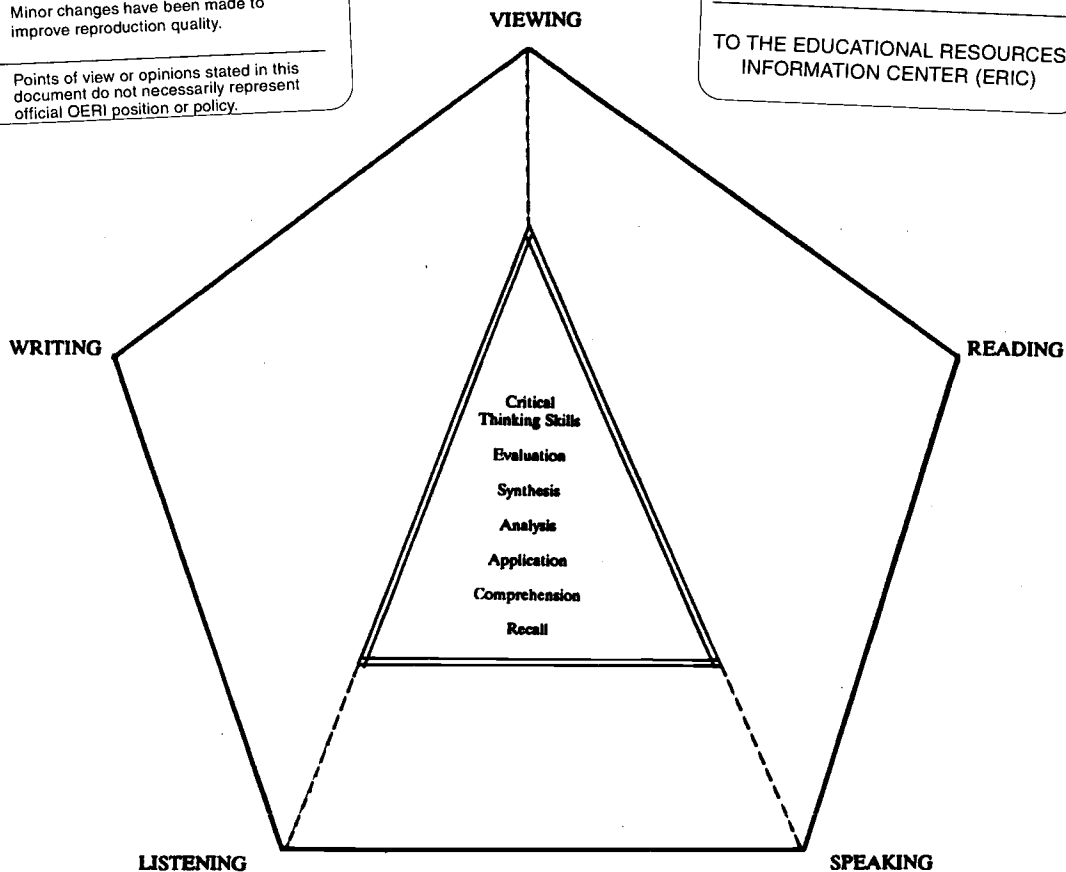 Minor changes have been made to
improve reproduction quality.
Points of view or opinions stated in this
document do not necessarily represent
official OERI position or policy.
TO THE EDUCATIONAL RESOURCES
INFORMATION CENTER (ERIC)
VIEWING
WRITING
READING
Critical
Thinking Skills
Evaluation
Synthesis
Analysis
Application
Comprehension
Recall
LISTENING
SPEAKING